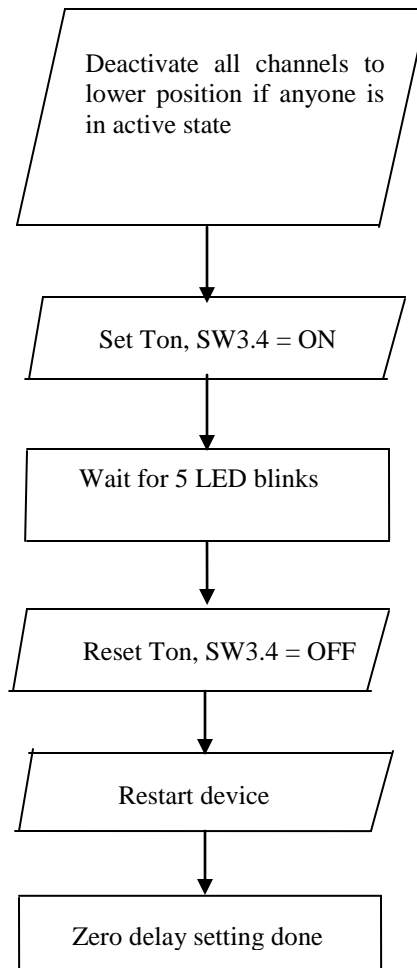 Deactivate all channels to
lower position if anyone is
in active state
Set Ton, SW3.4 = ON
Wait for 5 LED blinks
Reset Ton, SW3.4 = OFF
Restart device
Zero delay setting done